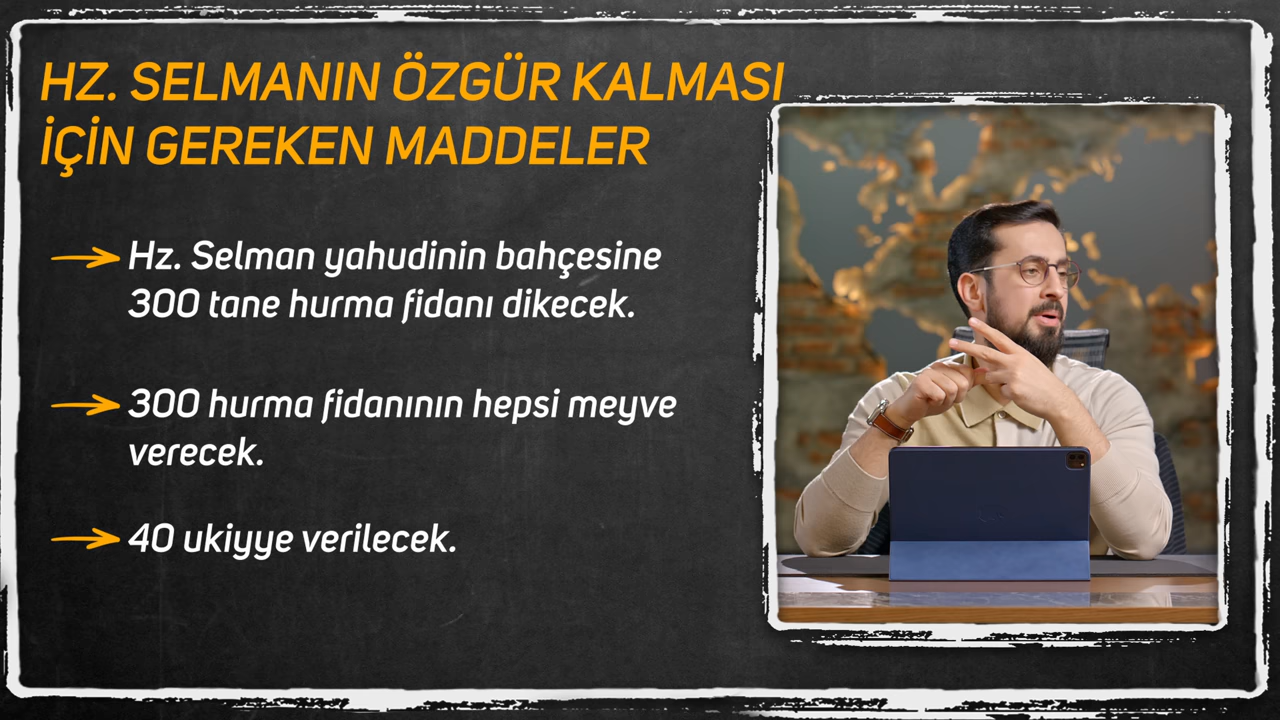 HZ. SELMANIN ÖZGÜR KALMASI
İÇİN GEREKEN MADDELER
Hz. Selman yahudinin bahçesine
300 tane hurma fidanı dikecek.
300 hurma fidanının hepsi meyve
verecek.
40 ukiyye verilecek.